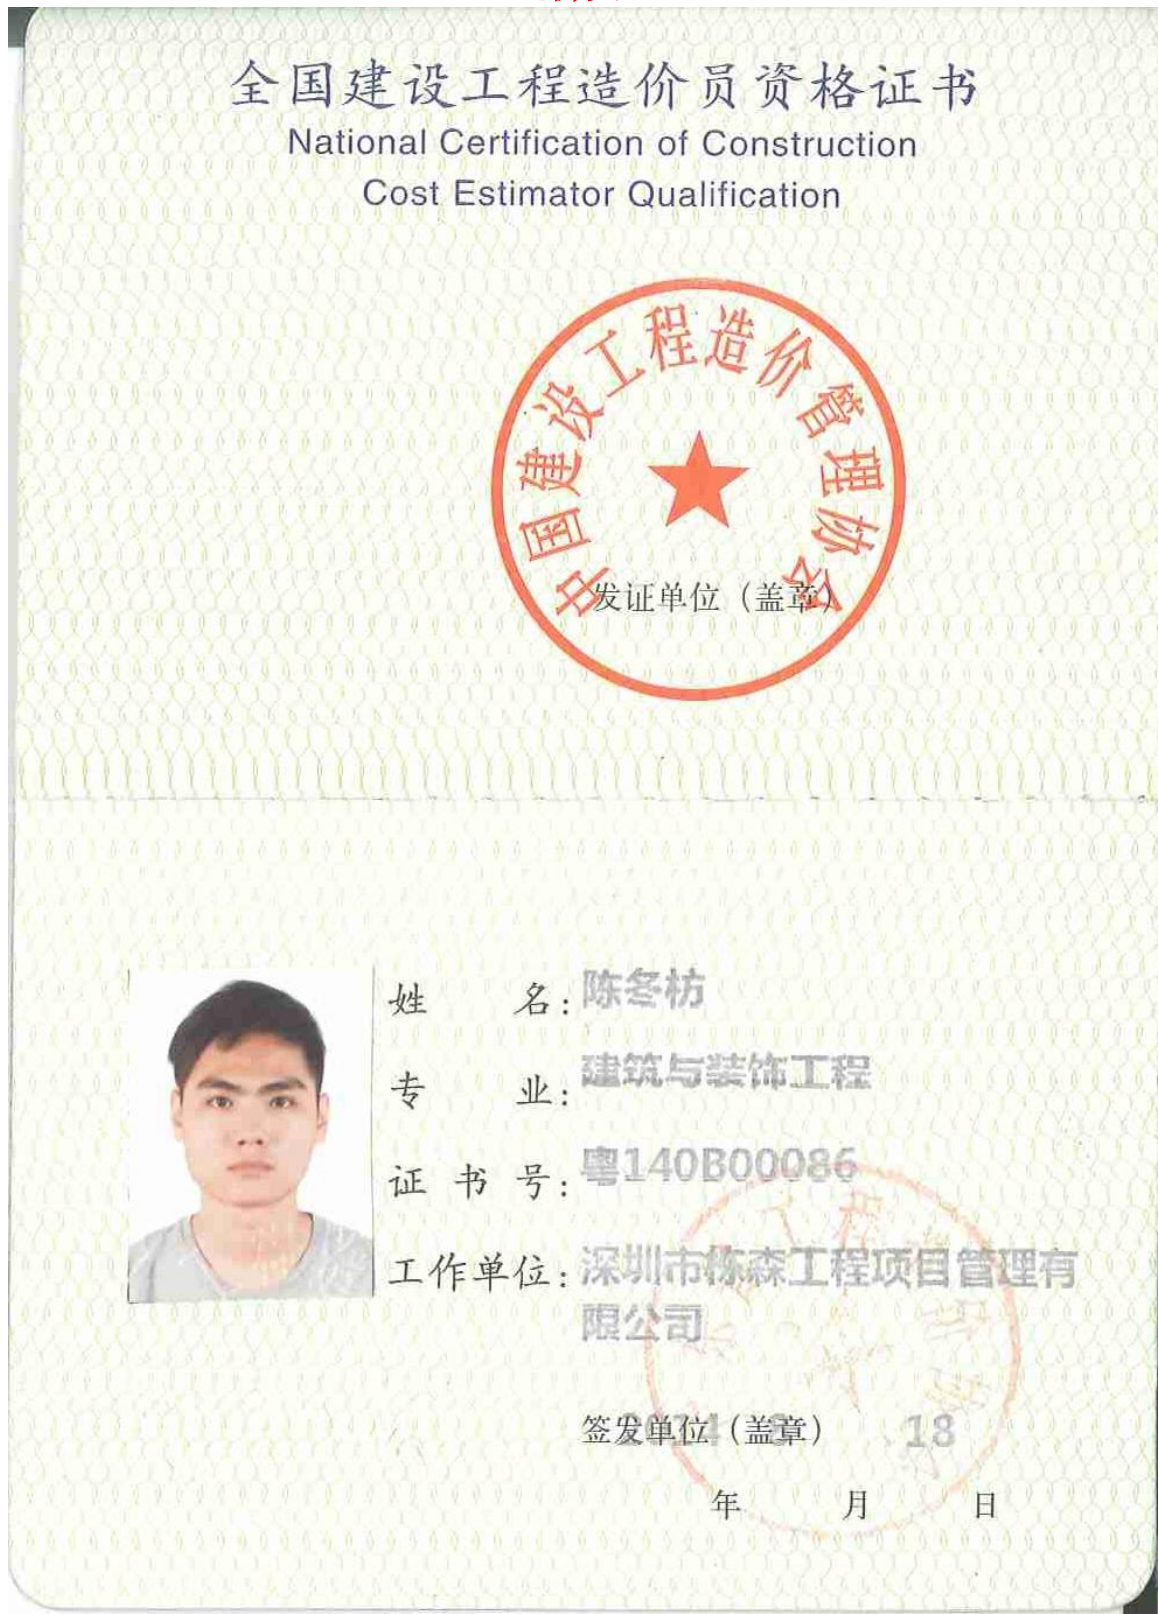 全国建设工程造价员资格证书
National Certification of Construction
Cost Estimator Qualification
中国建设工程造价管理协会
发证单位（盖章）
姓 名：陈冬枋
专 业：建筑与装饰工程
证 书 号：粤140B00086
工作单位：深圳市栋森工程项目管理有
限公司
签发单位（盖章）
2014 8 18
年 月 日